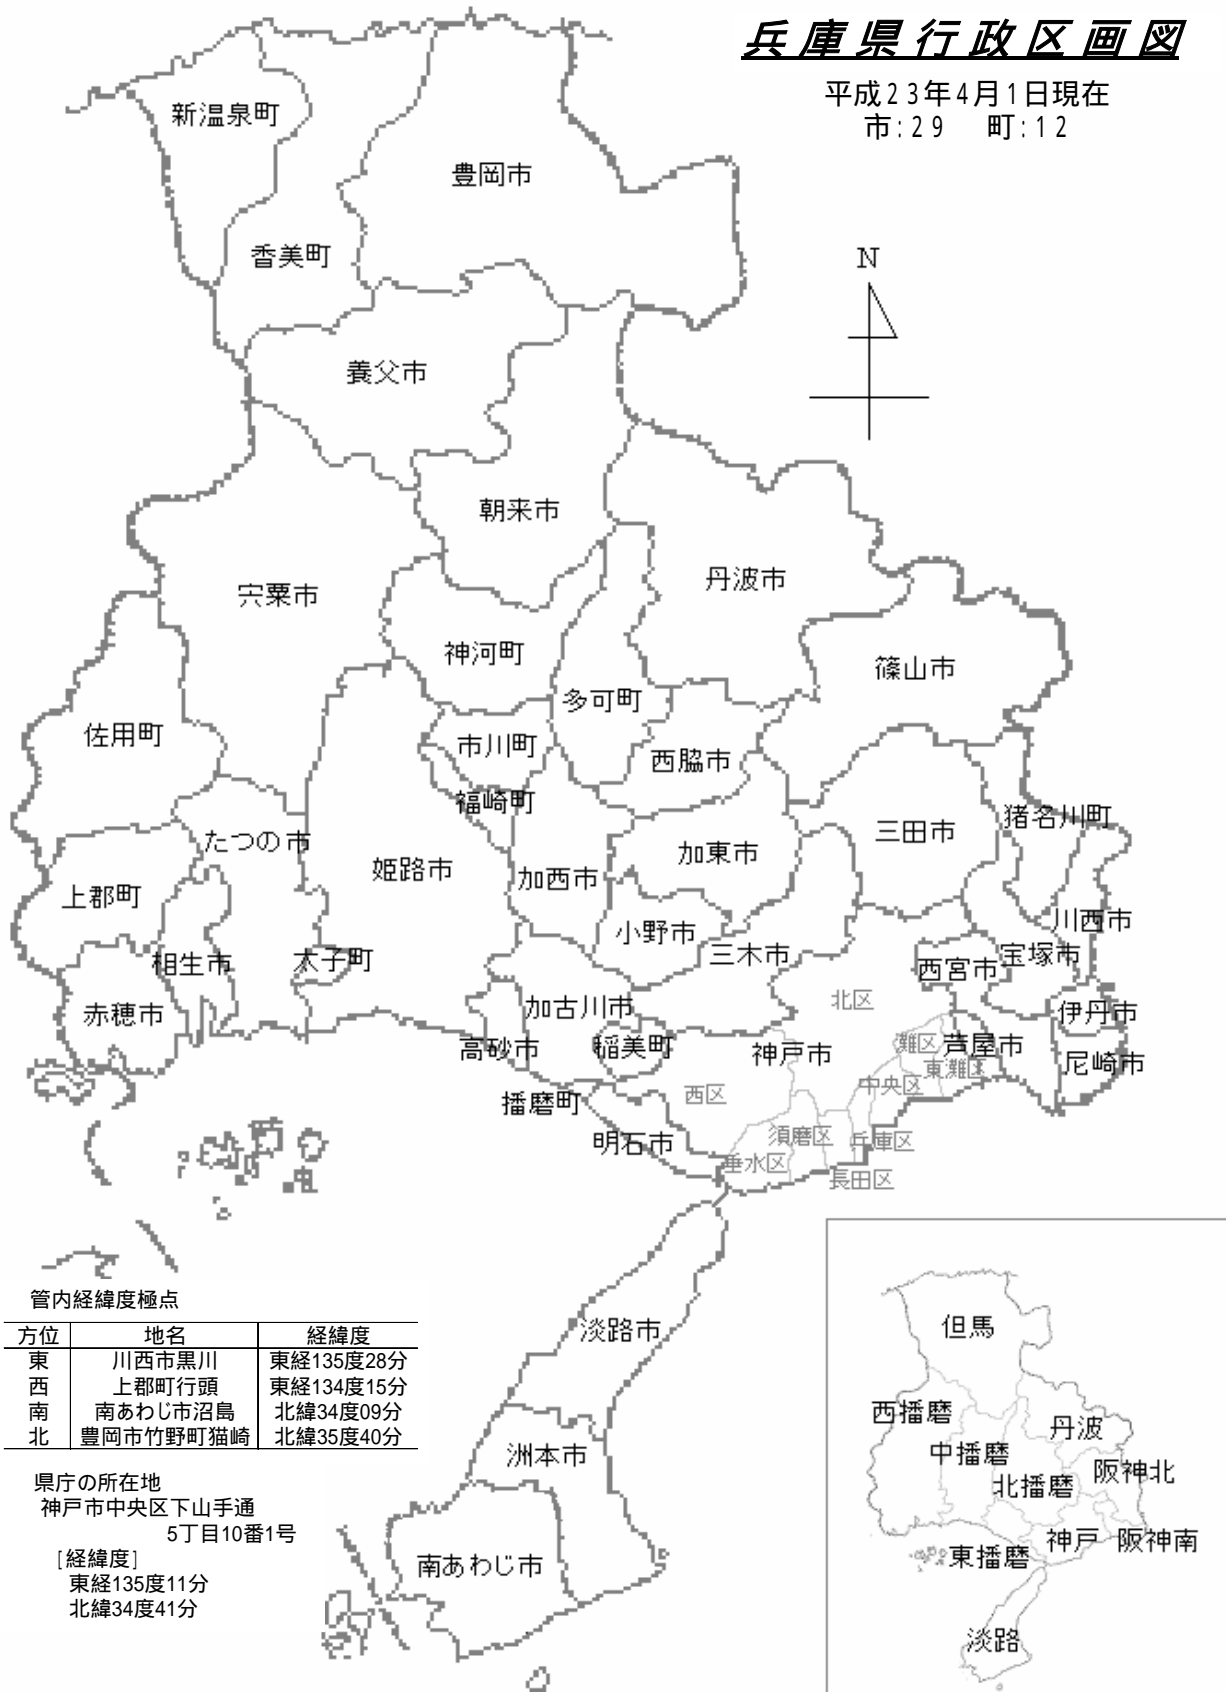 兵庫県行政区画図
平成23年4月1日現在
市:29 町:12
新温泉町
豊岡市
香美町
N
養父市
朝来市
丹波市
宍粟市
神河町
篠山市
多可町
佐用町
市川町
西脇市
福崎町
猪名川町
たつの市
三田市
加東市
姫路市
加西市
上郡町
川西市
小野市
三木市
宝塚市
相生市
太子町
西宮市
北区
加古川市
赤穂市
伊丹市
高砂市
稲美町
神戸市
灘区
芦屋市
東灘区
尼崎市
中央区
西区
播磨町
明石市
須磨区
兵庫区
垂水区
長田区
管内経緯度極点
方位 地名 経緯度
東 川西市黒川 東経135度28分
西 上郡町行頭 東経134度15分
南 南あわじ市沼島 北緯34度09分
北 豊岡市竹野町猫崎 北緯35度40分
県庁の所在地
神戸市中央区下山手通
5丁目10番1号
[経緯度]
東経135度11分
北緯34度41分
淡路市
洲本市
南あわじ市
但馬
西播磨
丹波
中播磨
阪神北
北播磨
神戸
阪神南
東播磨
淡路